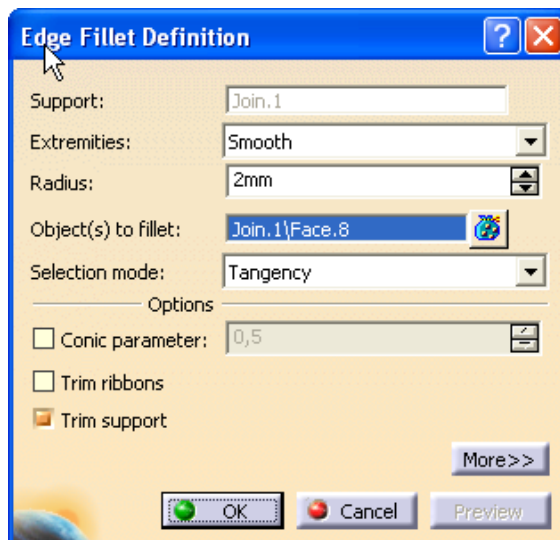 Edge Fillet Definition
Support: Join.1
Extremities: Smooth
Radius: 2mm
Object(s) to fillet: Join.1\Face.8
Selection mode: Tangency
Options
Conic parameter: 0,5
Trim ribbons
Trim support
More>>
OK Cancel Preview